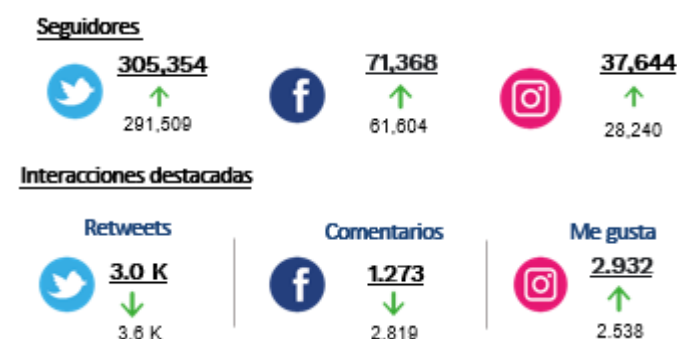 Seguidores
305,354
71,368
37,644
291,509
61,604
28,240
Interacciones destacadas
Retweets
Comentarios
Me gusta
3.0 K
1.273
2.932
3.6 K
2.819
2.538